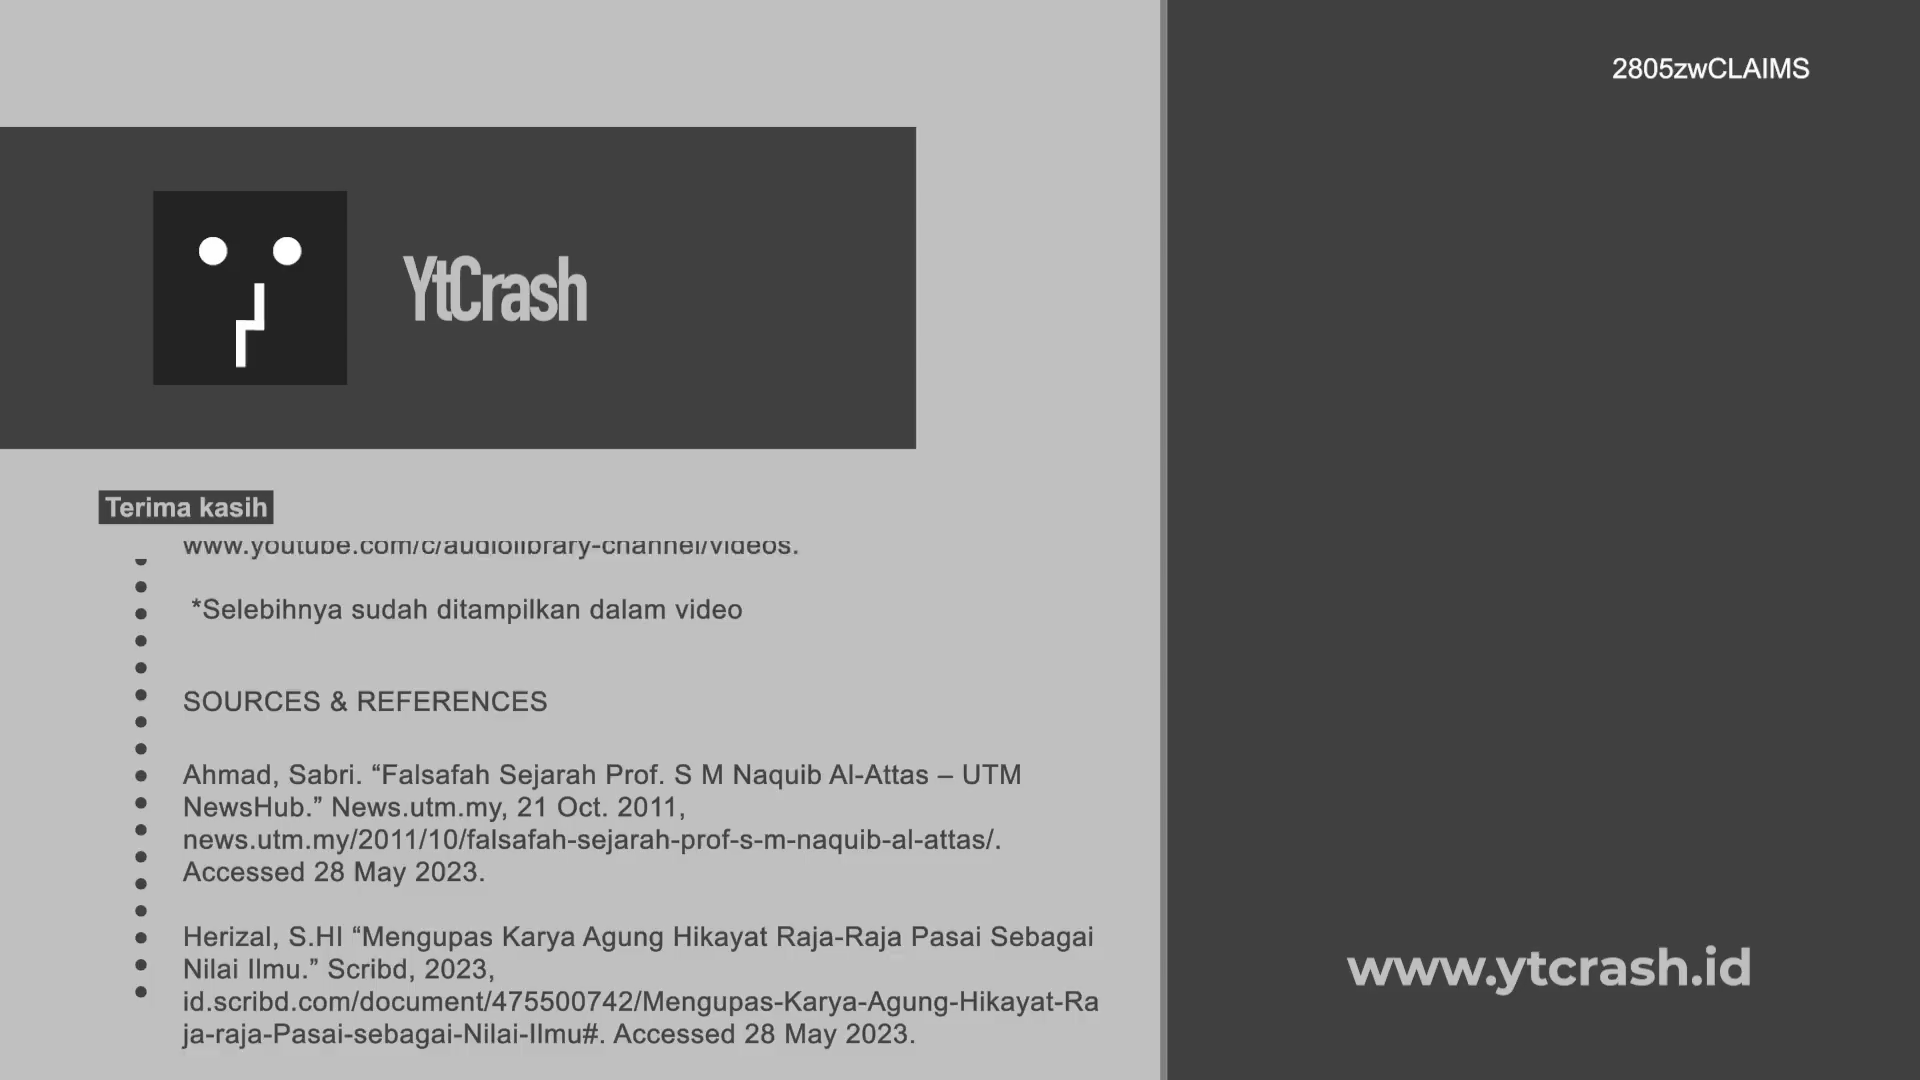 2805zwCLAIMS
YtCrash
Terima kasih
www.youtube.com/c/audiolibrary-channel/videos.
*Selebihnya sudah ditampilkan dalam video
SOURCES & REFERENCES
Ahmad, Sabri. “Falsafah Sejarah Prof. S M Naquib Al-Attas – UTM
NewsHub.” News.utm.my, 21 Oct. 2011,
news.utm.my/2011/10/falsafah-sejarah-prof-s-m-naquib-al-attas/.
Accessed 28 May 2023.
Herizal, S.HI “Mengupas Karya Agung Hikayat Raja-Raja Pasai Sebagai
Nilai Ilmu.” Scribd, 2023,
id.scribd.com/document/475500742/Mengupas-Karya-Agung-Hikayat-Ra
ja-raja-Pasai-sebagai-Nilai-Ilmu#. Accessed 28 May 2023.
www.ytcrash.id